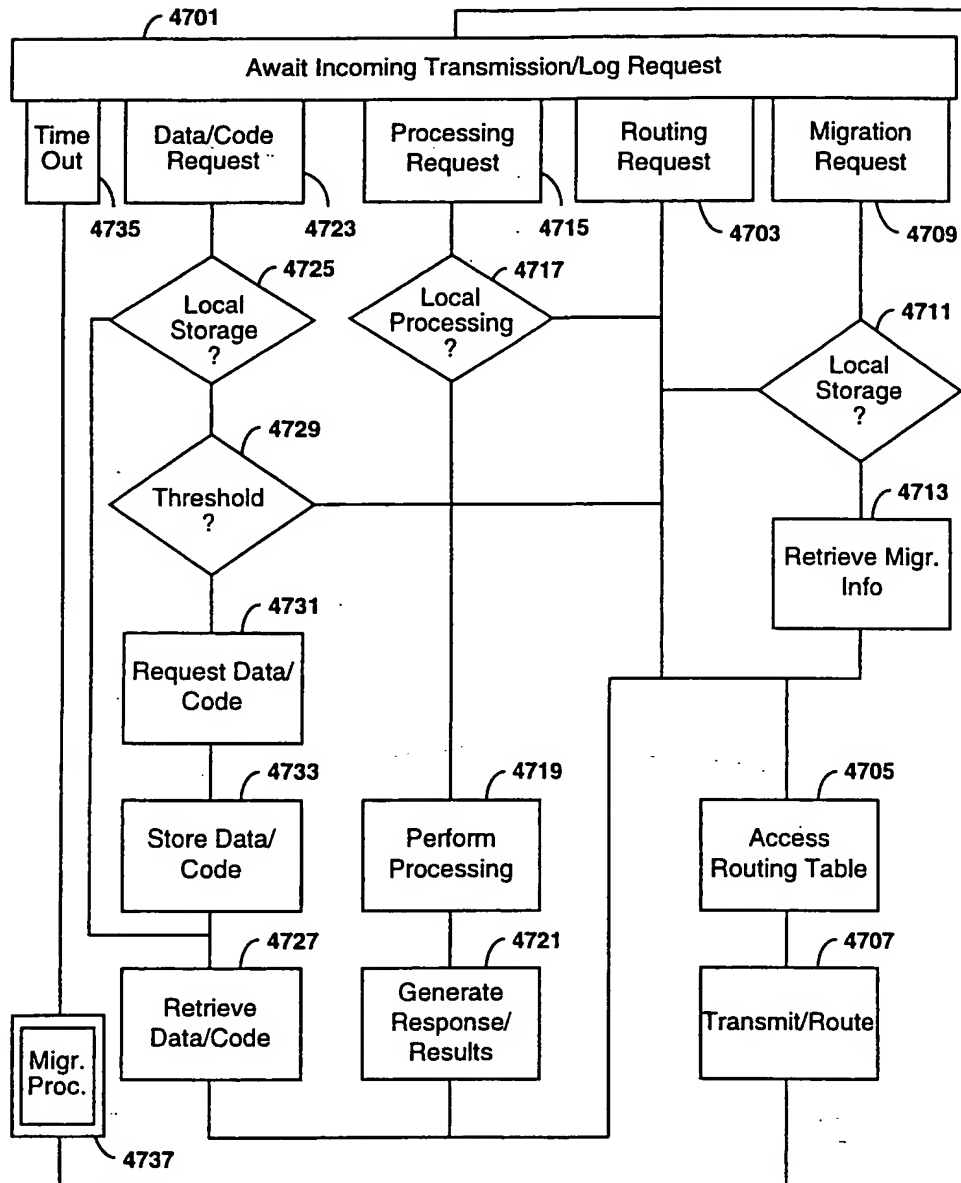 4701
Await Incoming Transmission/Log Request
Time
Out
Data/Code
Request
Processing
Request
Routing
Request
Migration
Request
4735
4723
4715
4703
4709
4725
Local
Storage
?
4717
Local
Processing
?
4711
Local
Storage
?
4729
Threshold
?
4713
Retrieve Migr.
Info
4731
Request Data/
Code
4733
Store Data/
Code
4719
Perform
Processing
4705
Access
Routing Table
4727
Retrieve
Data/Code
4721
Generate
Response/
Results
4707
Transmit/Route
Migr.
Proc.
4737